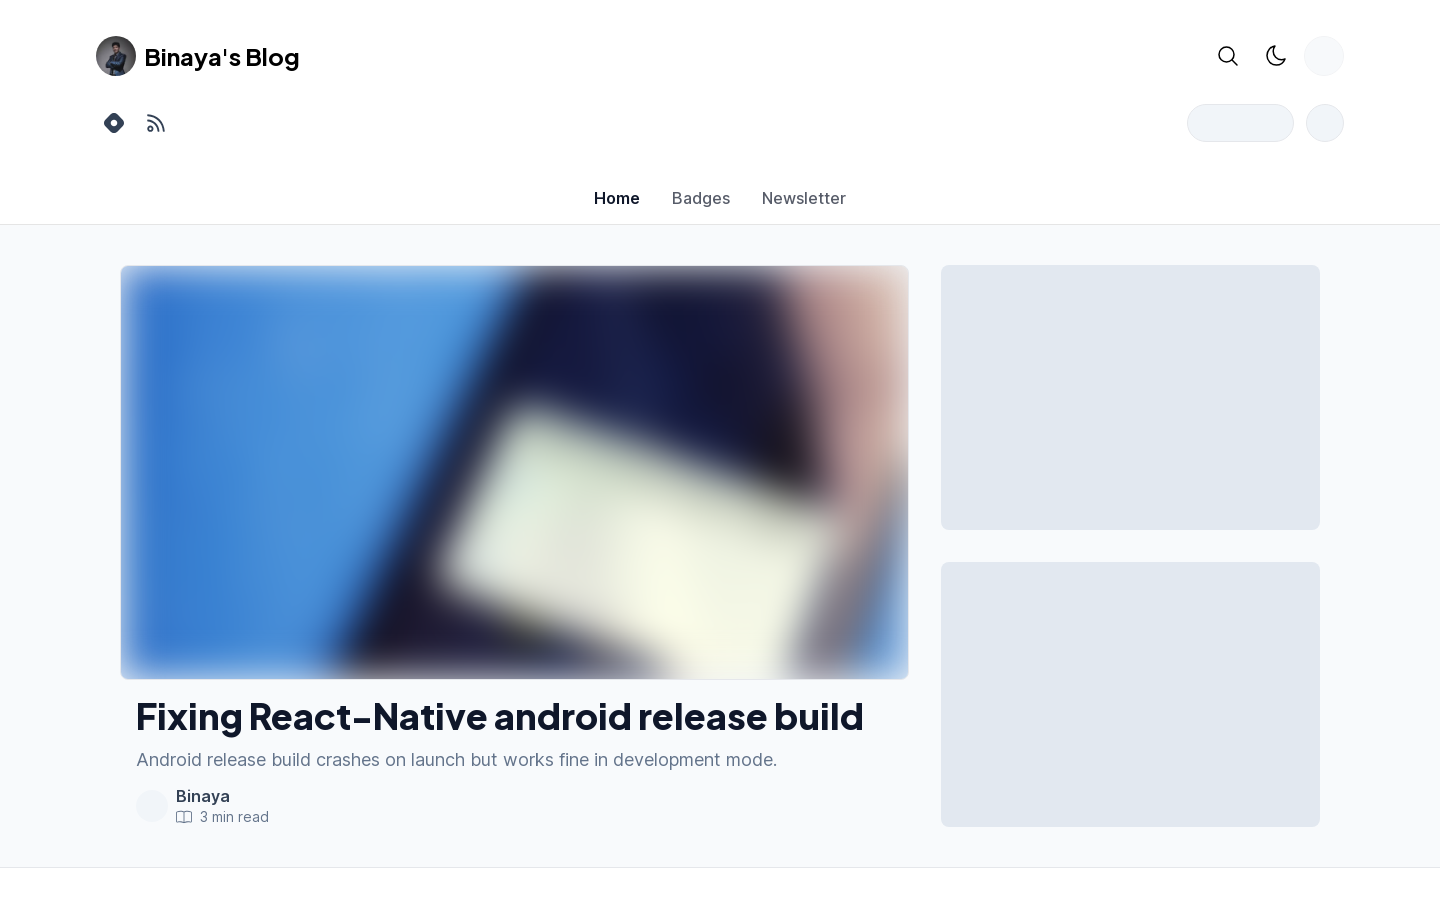 Binaya's Blog
Home
Badges
Newsletter
Fixing React-Native android release build
Android release build crashes on launch but works fine in development mode.
Binaya
3 min read